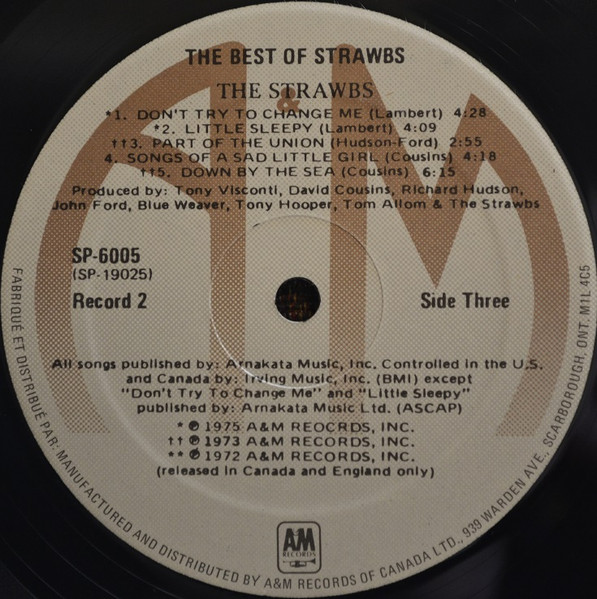 THE BEST OF STRAWBS
THE STRAWBS
*1. DON'T TRY TO CHANGE ME (Lambert) 4:28
*2. LITTLE SLEEPY (Lambert) 4:09
††3. PART OF THE UNION (Hudson-Ford) 2:55
4. SONGS OF A SAD LITTLE GIRL (Cousins) 4:18
††5. DOWN BY THE SEA (Cousins) 6:15
Produced by: Tony Visconti, David Cousins, Richard Hudson,
John Ford, Blue Weaver, Tony Hooper, Tom Allom & The Strawbs
SP-6005
(SP-19025)
Record 2
Side Three
All songs published by: Arnakata Music, Inc. Controlled in the U.S.
and Canada by: Irving Music, Inc. (BMI) except
"Don't Try To Change Me" and "Little Sleepy"
published by: Arnakata Music Ltd. (ASCAP)
* ℗ 1975 A&M REOCRDS, INC.
†† ℗ 1973 A&M RECORDS, INC.
** ℗ 1972 A&M RECORDS, INC.
(released in Canada and England only)
A&M
RECORDS
FABRIQUÉ ET DISTRIBUÉ PAR: MANUFACTURED AND DISTRIBUTED BY A&M RECORDS OF CANADA LTD., 939 WARDEN AVE., SCARBOROUGH, ONT. M1L 4C5